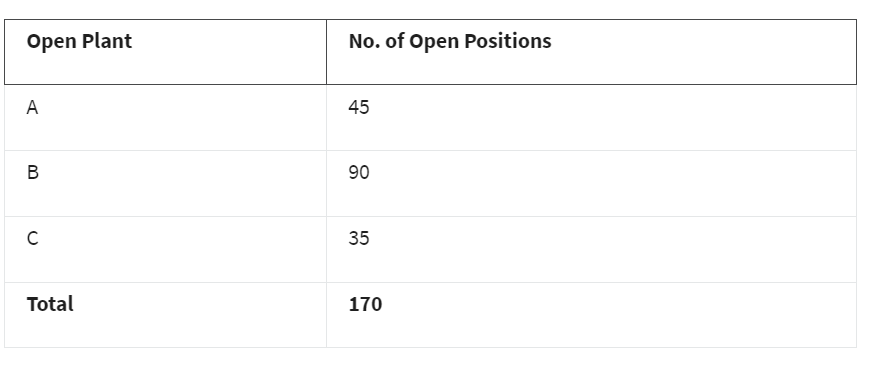 Open Plant No. of Open Positions
A 45
B 90
C 35
Total 170